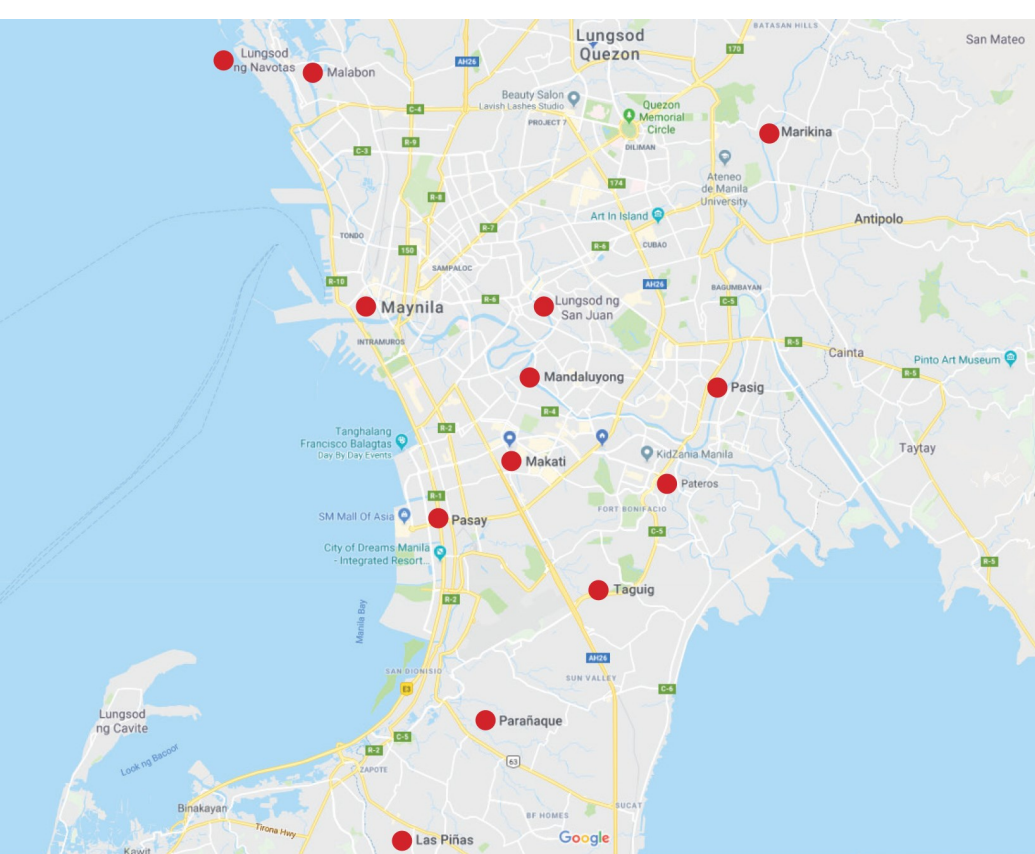 BATASAN HILLS
Lungsod
Quezon
San Mateo
170
Lungsod
ng Navotas
AH26
Malabon
Beauty Salon
Lavish Lashes Studio
Quezon
Memorial
Circle
C-4
PROJECT 7
Marikina
R-9
C-3
DILIMAN
Ateneo
de Manila
University
174
R-8
Art In Island
Antipolo
R-7
TONDO
150
R-6
CUBAO
SAMPALOC
R-10
AH26
BAGUMBAYAN
C-5
Maynila
R-6
Lungsod ng
San Juan
INTRAMUROS
R-5
Cainta
Pinto Art Museum
R-5
Mandaluyong
Pasig
R-4
R-2
Tanghalang
Francisco Balagtas
Day By Day Events
Taytay
Makati
KidZania Manila
Pateros
R-1
FORT BONIFACIO
SM Mall Of Asia
Pasay
C-5
City of Dreams Manila
- Integrated Resort...
R-5
Taguig
R-2
Manila Bay
AH26
SAN DIONISIO
SUN VALLEY
E3
C-6
Lungsod
ng Cavite
Parañaque
C-5
R-2
Look ng Bacoor
63
ZAPOTE
Binakayan
SUCAT
BF HOMES
Tirona Hwy
Google
Las Piñas
Kawit